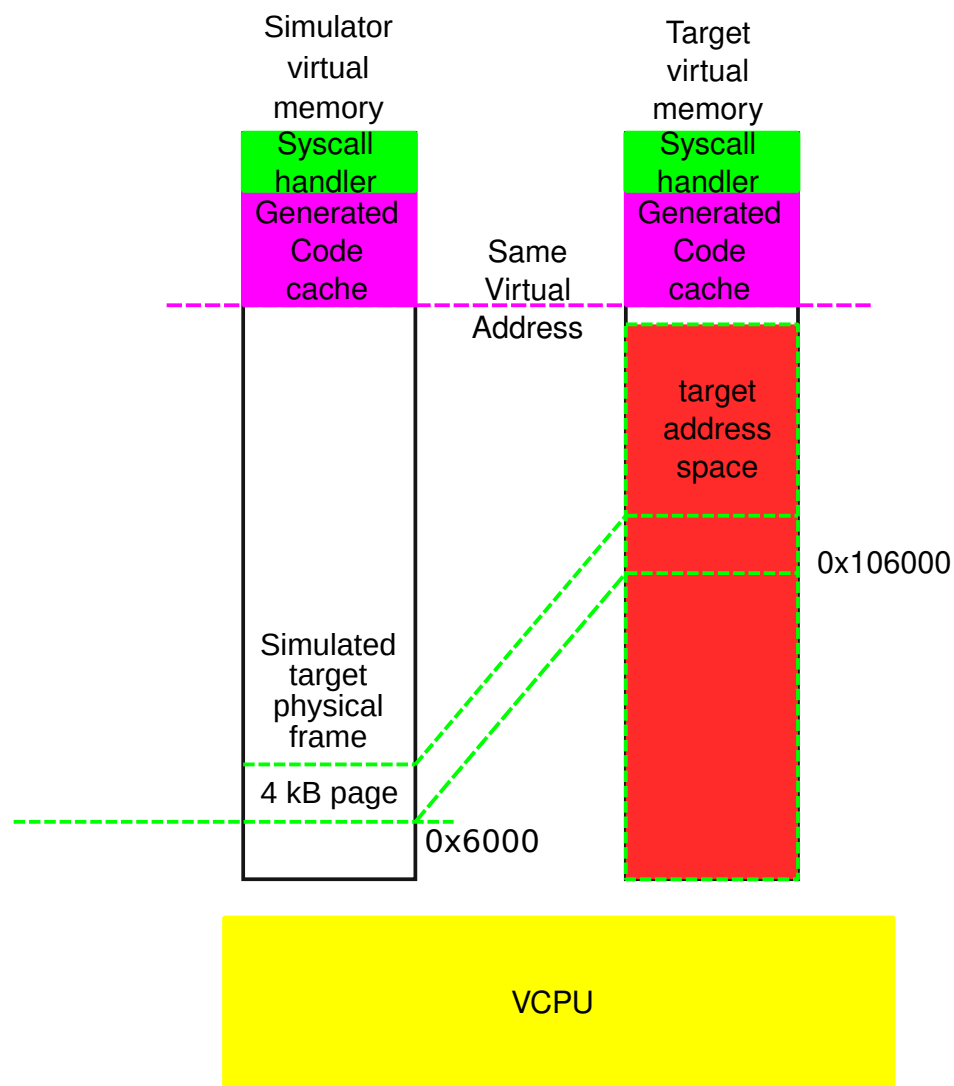 Simulator
virtual
memory
Target
virtual
memory
Syscall
handler
Syscall
handler
Generated
Code
cache
Same
Virtual
Address
Generated
Code
cache
target
address
space
0x106000
Simulated
target
physical
frame
4 kB page
0x6000
VCPU